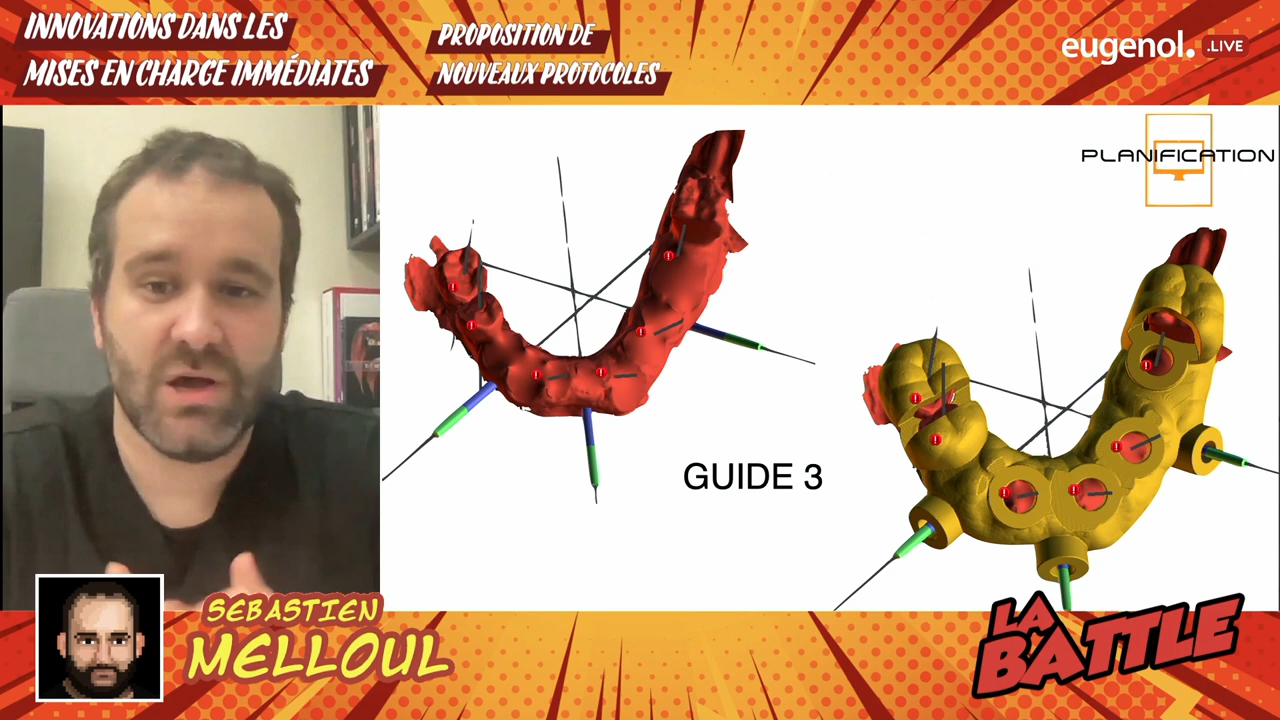 INNOVATIONS DANS LES
MISES EN CHARGE IMMÉDIATES
PROPOSITION DE
NOUVEAUX PROTOCOLES
eugenol. .LIVE
PLANIFICATION
GUIDE 3
SEBASTIEN
MELLOUL
LA
BATTLE